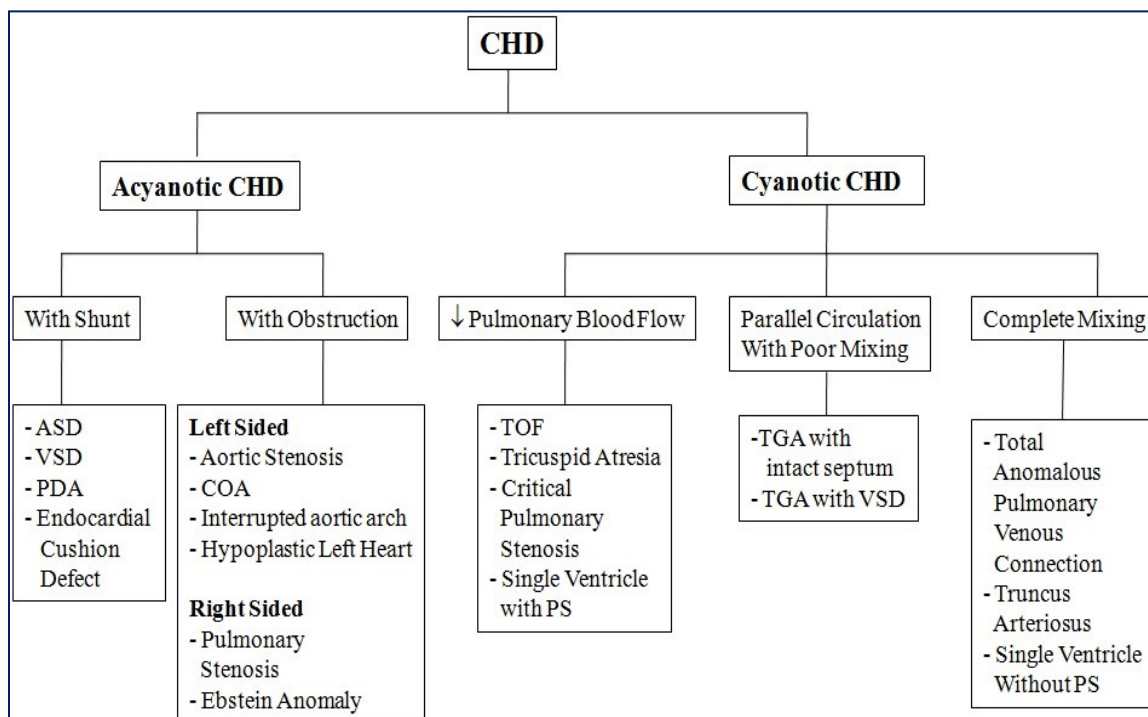 CHD
Acyanotic CHD
Cyanotic CHD
With Shunt
With Obstruction
↓ Pulmonary Blood Flow
Parallel Circulation
With Poor Mixing
Complete Mixing
- ASD
- VSD
- PDA
- Endocardial
Cushion
Defect
Left Sided
- Aortic Stenosis
- COA
- Interrupted aortic arch
- Hypoplastic Left Heart
Right Sided
- Pulmonary
Stenosis
- Ebstein Anomaly
- TOF
- Tricuspid Atresia
- Critical
Pulmonary
Stenosis
- Single Ventricle
with PS
-TGA with
intact septum
- TGA with VSD
- Total
Anomalous
Pulmonary
Venous
Connection
- Truncus
Arteriosus
- Single Ventricle
Without PS